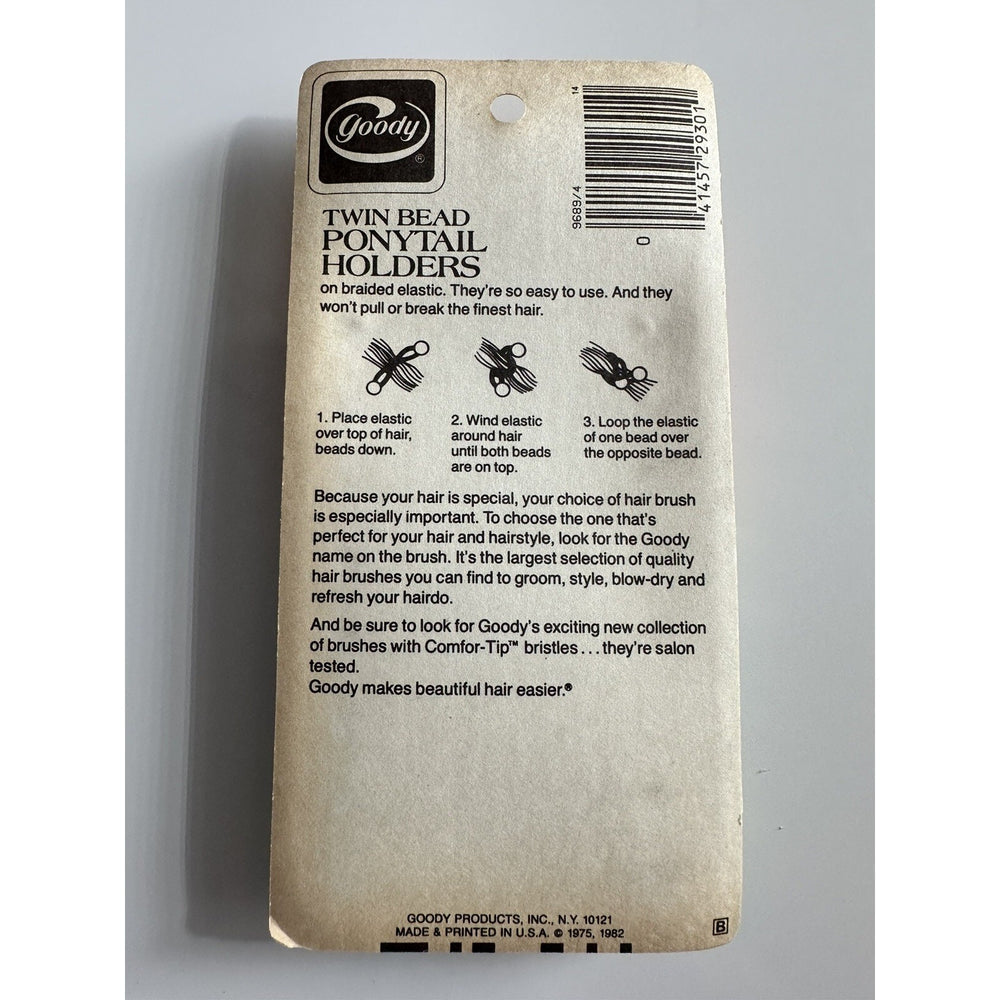 goody®
14
41457 29301
9689/4
0
TWIN BEAD
PONYTAIL
HOLDERS
on braided elastic. They're so easy to use. And they
won't pull or break the finest hair.
1. Place elastic
over top of hair,
beads down.
2. Wind elastic
around hair
until both beads
are on top.
3. Loop the elastic
of one bead over
the opposite bead.
Because your hair is special, your choice of hair brush
is especially important. To choose the one that's
perfect for your hair and hairstyle, look for the Goody
name on the brush. It's the largest selection of quality
hair brushes you can find to groom, style, blow-dry and
refresh your hairdo.
And be sure to look for Goody's exciting new collection
of brushes with Comfor-Tip™ bristles...they're salon
tested.
Goody makes beautiful hair easier.®
GOODY PRODUCTS, INC., N.Y. 10121
MADE & PRINTED IN U.S.A. © 1975, 1982
B